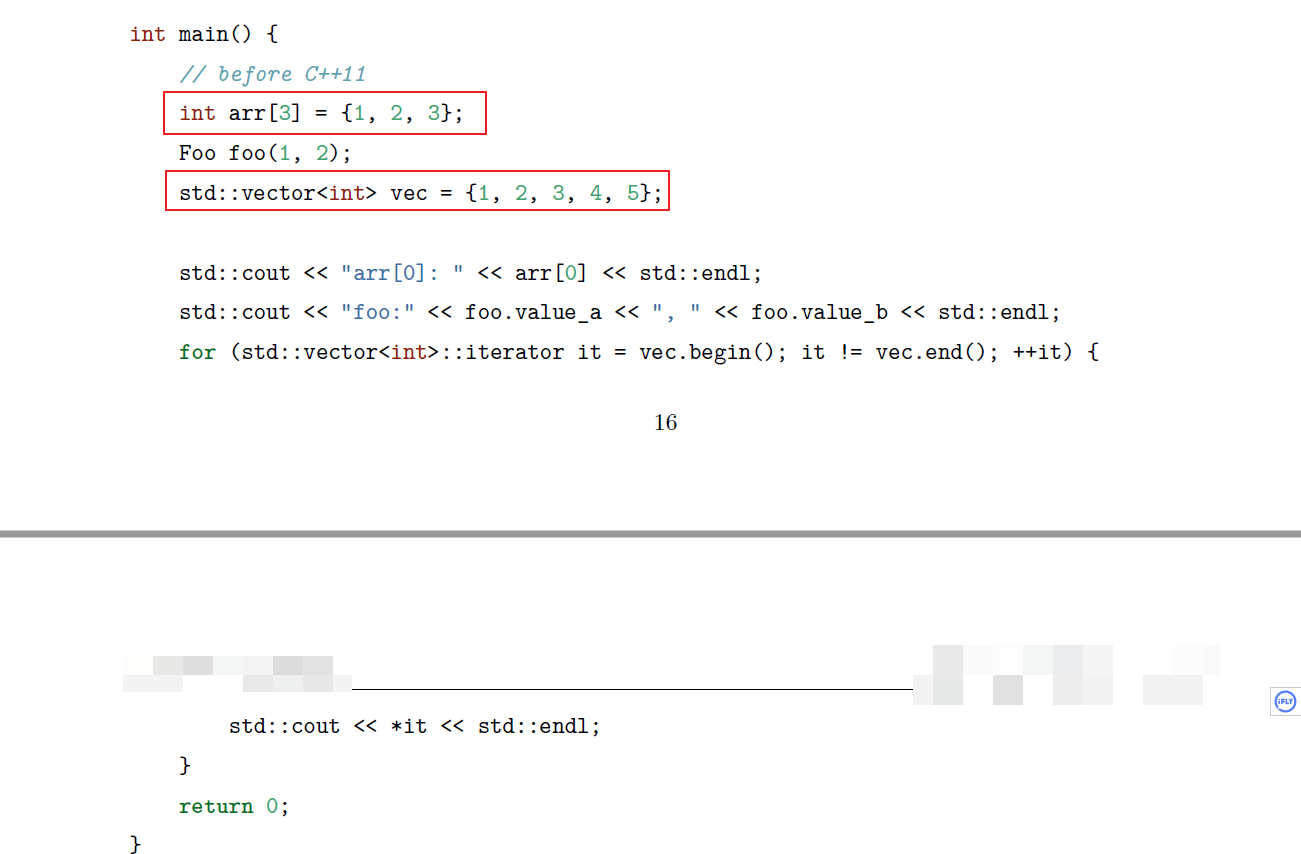 int main() {
// before C++11
int arr[3] = {1, 2, 3};
Foo foo(1, 2);
std::vector<int> vec = {1, 2, 3, 4, 5};
std::cout << "arr[0]: " << arr[0] << std::endl;
std::cout << "foo:" << foo.value_a << ", " << foo.value_b << std::endl;
for (std::vector<int>::iterator it = vec.begin(); it != vec.end(); ++it) {
16
iFLY
std::cout << *it << std::endl;
}
return 0;
}